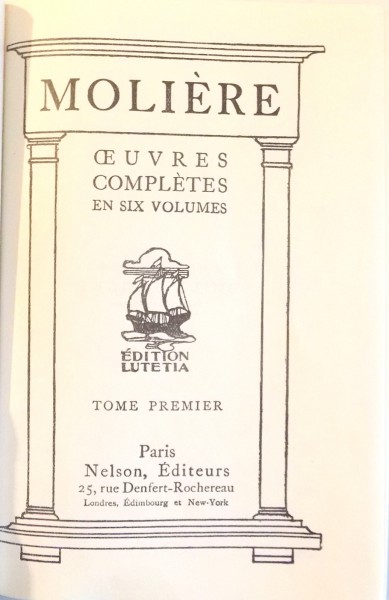 MOLIÈRE
ŒUVRES
COMPLÈTES
EN SIX VOLUMES
ÉDITION
LUTETIA
TOME PREMIER
Paris
Nelson, Éditeurs
25, rue Denfert-Rochereau
Londres, Édimbourg et New-York